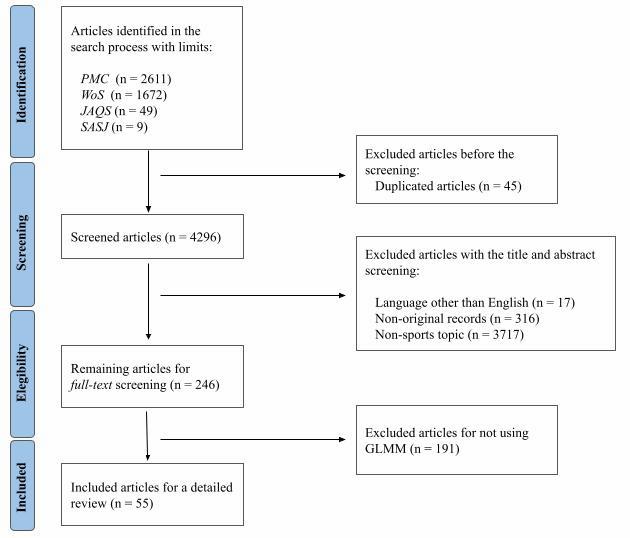 Identification
Articles identified in the
search process with limits:
PMC (n = 2611)
WoS (n = 1672)
JAQS (n = 49)
SASJ (n = 9)
Excluded articles before the
screening:
Duplicated articles (n = 45)
Screening
Screened articles (n = 4296)
Excluded articles with the title and abstract
screening:
Language other than English (n = 17)
Non-original records (n = 316)
Non-sports topic (n = 3717)
Elegibility
Remaining articles for
full-text screening (n = 246)
Excluded articles for not using
GLMM (n = 191)
Included
Included articles for a detailed
review (n = 55)